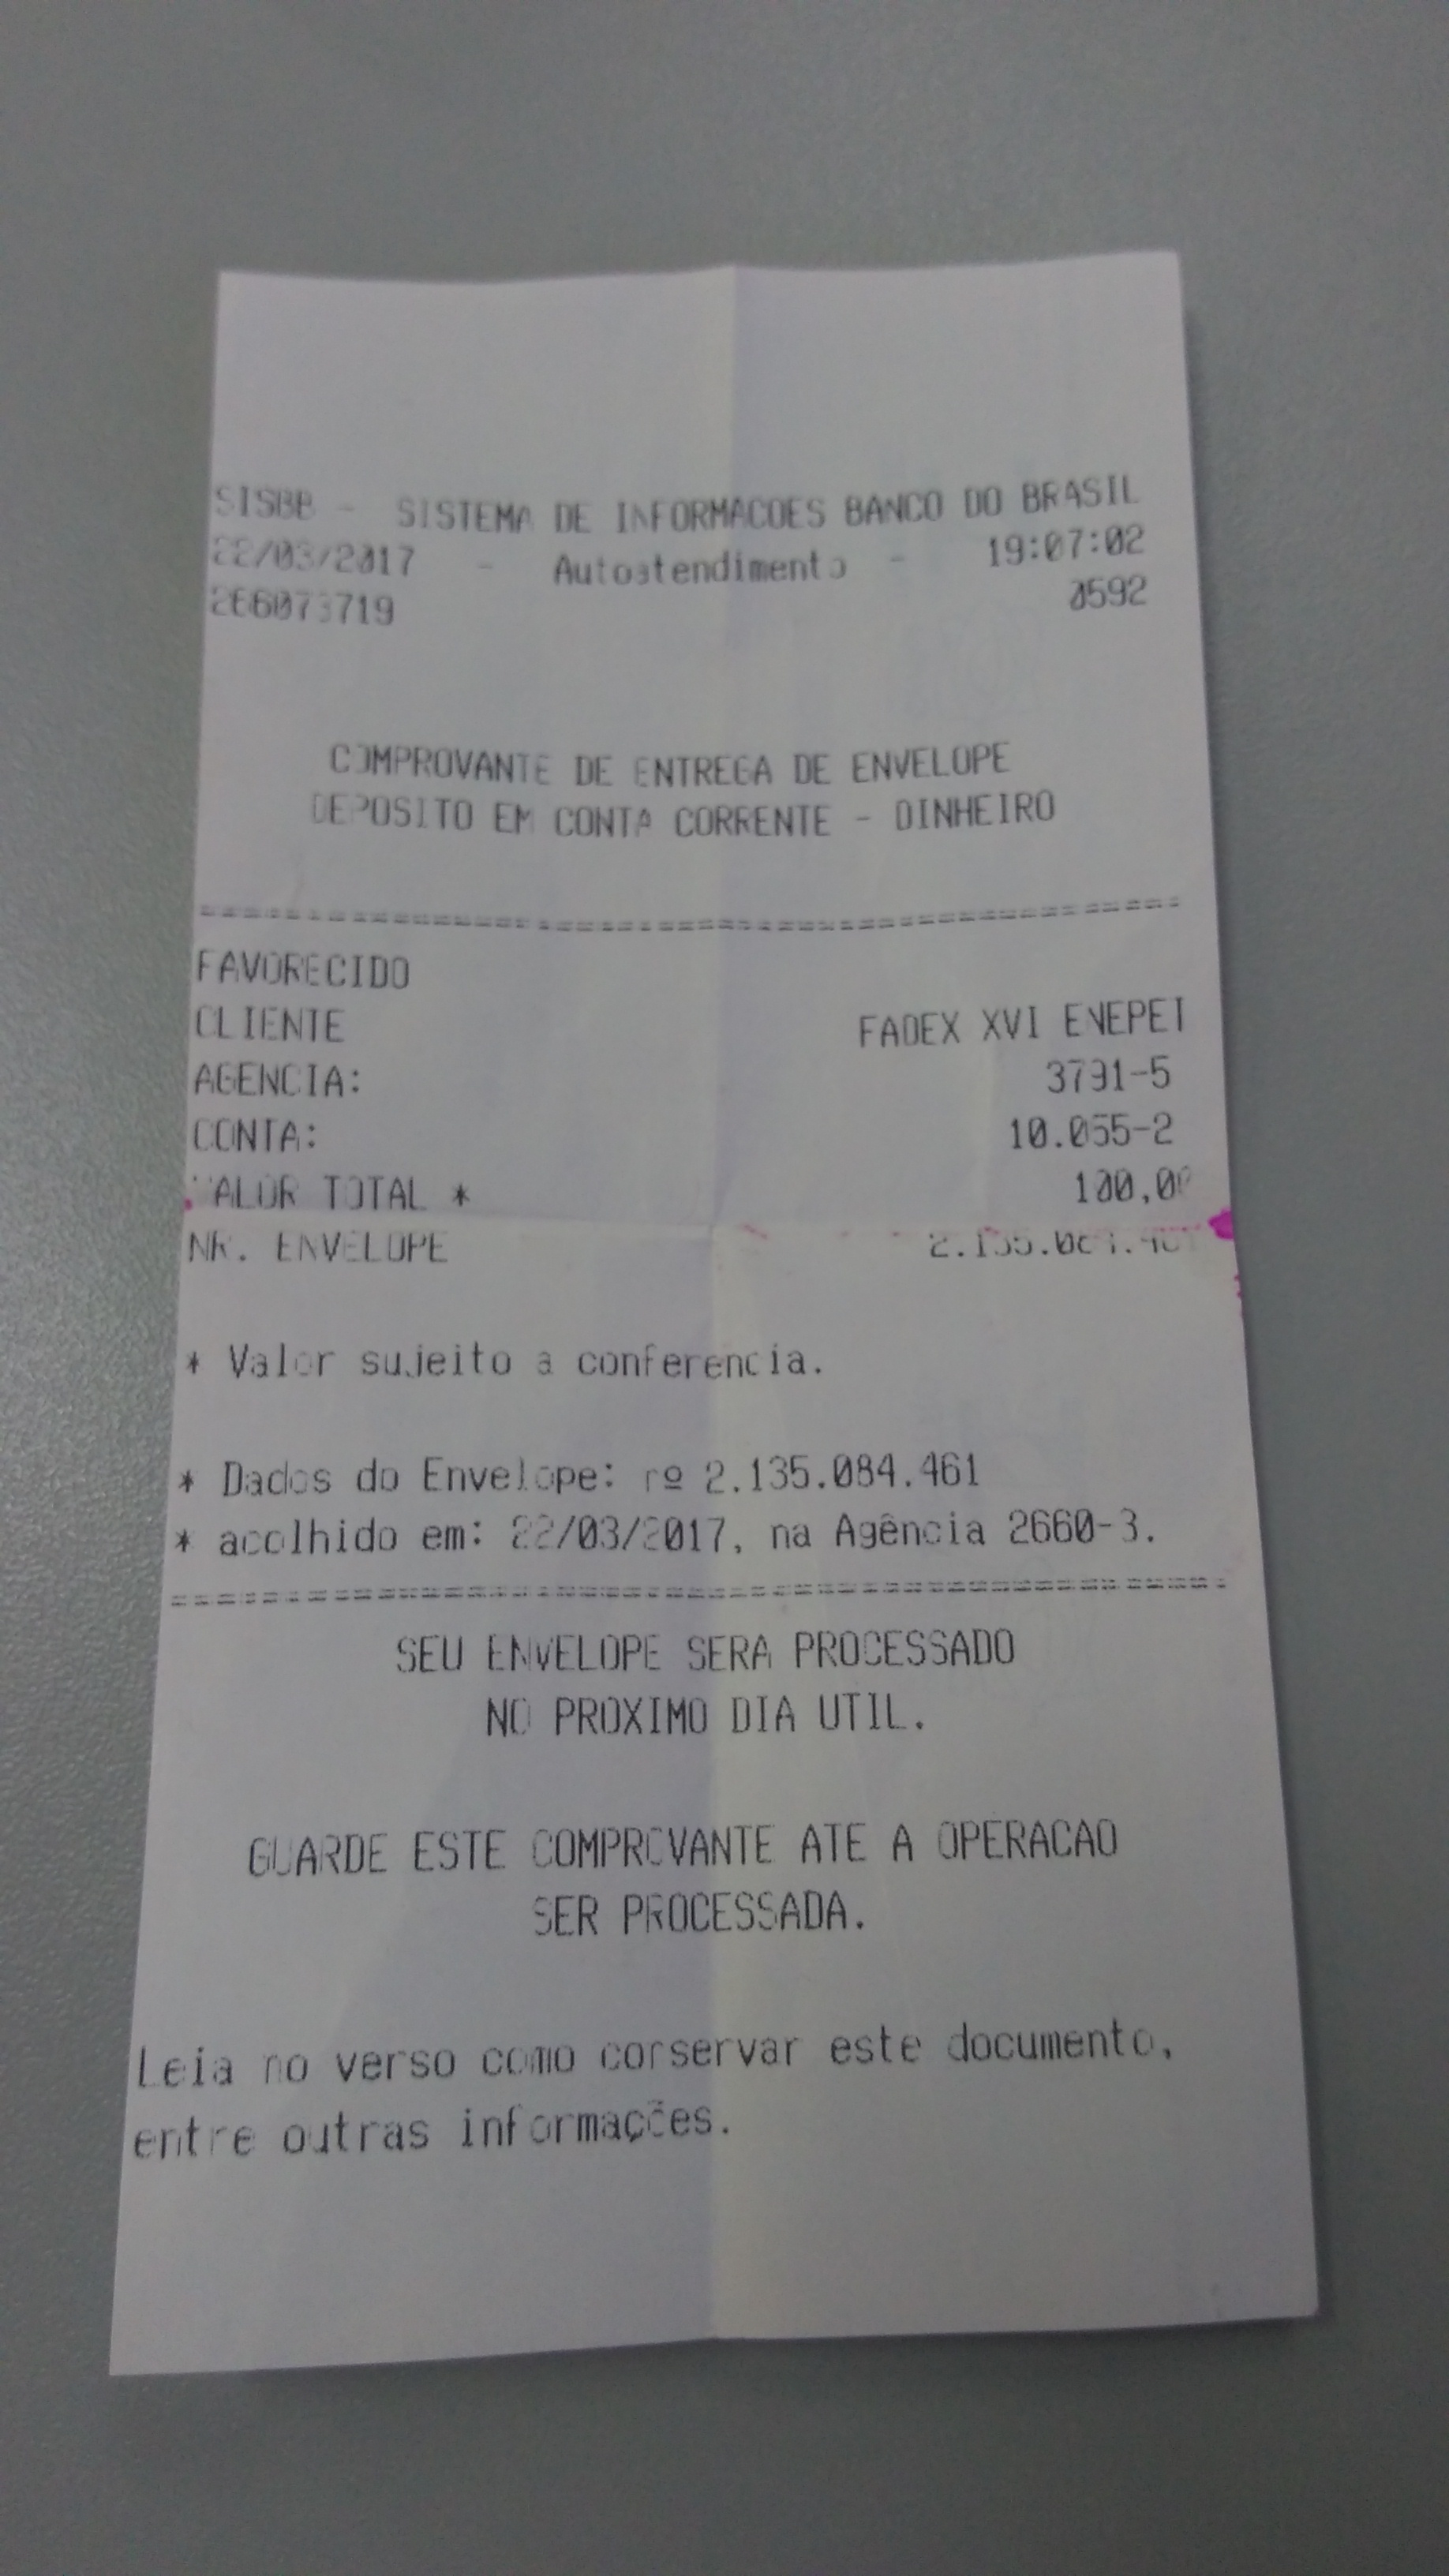 SISBB - SISTEMA DE INFORMACOES BANCO DO BRASIL
22/03/2017 - Autoatendimento - 19:07:02
266073719 0592
COMPROVANTE DE ENTREGA DE ENVELOPE
DEPOSITO EM CONTA CORRENTE - DINHEIRO
================================================
FAVORECIDO
CLIENTE FADEX XVI ENEPET
AGENCIA: 3791-5
CONTA: 10.055-2
VALOR TOTAL * 100,00
NR. ENVELOPE 2.135.084.461
* Valor sujeito a conferencia.
* Dados do Envelope: nº 2.135.084.461
* acolhido em: 22/03/2017, na Agência 2660-3.
================================================
SEU ENVELOPE SERA PROCESSADO
NO PROXIMO DIA UTIL.
GUARDE ESTE COMPROVANTE ATE A OPERACAO
SER PROCESSADA.
Leia no verso como conservar este documento,
entre outras informações.